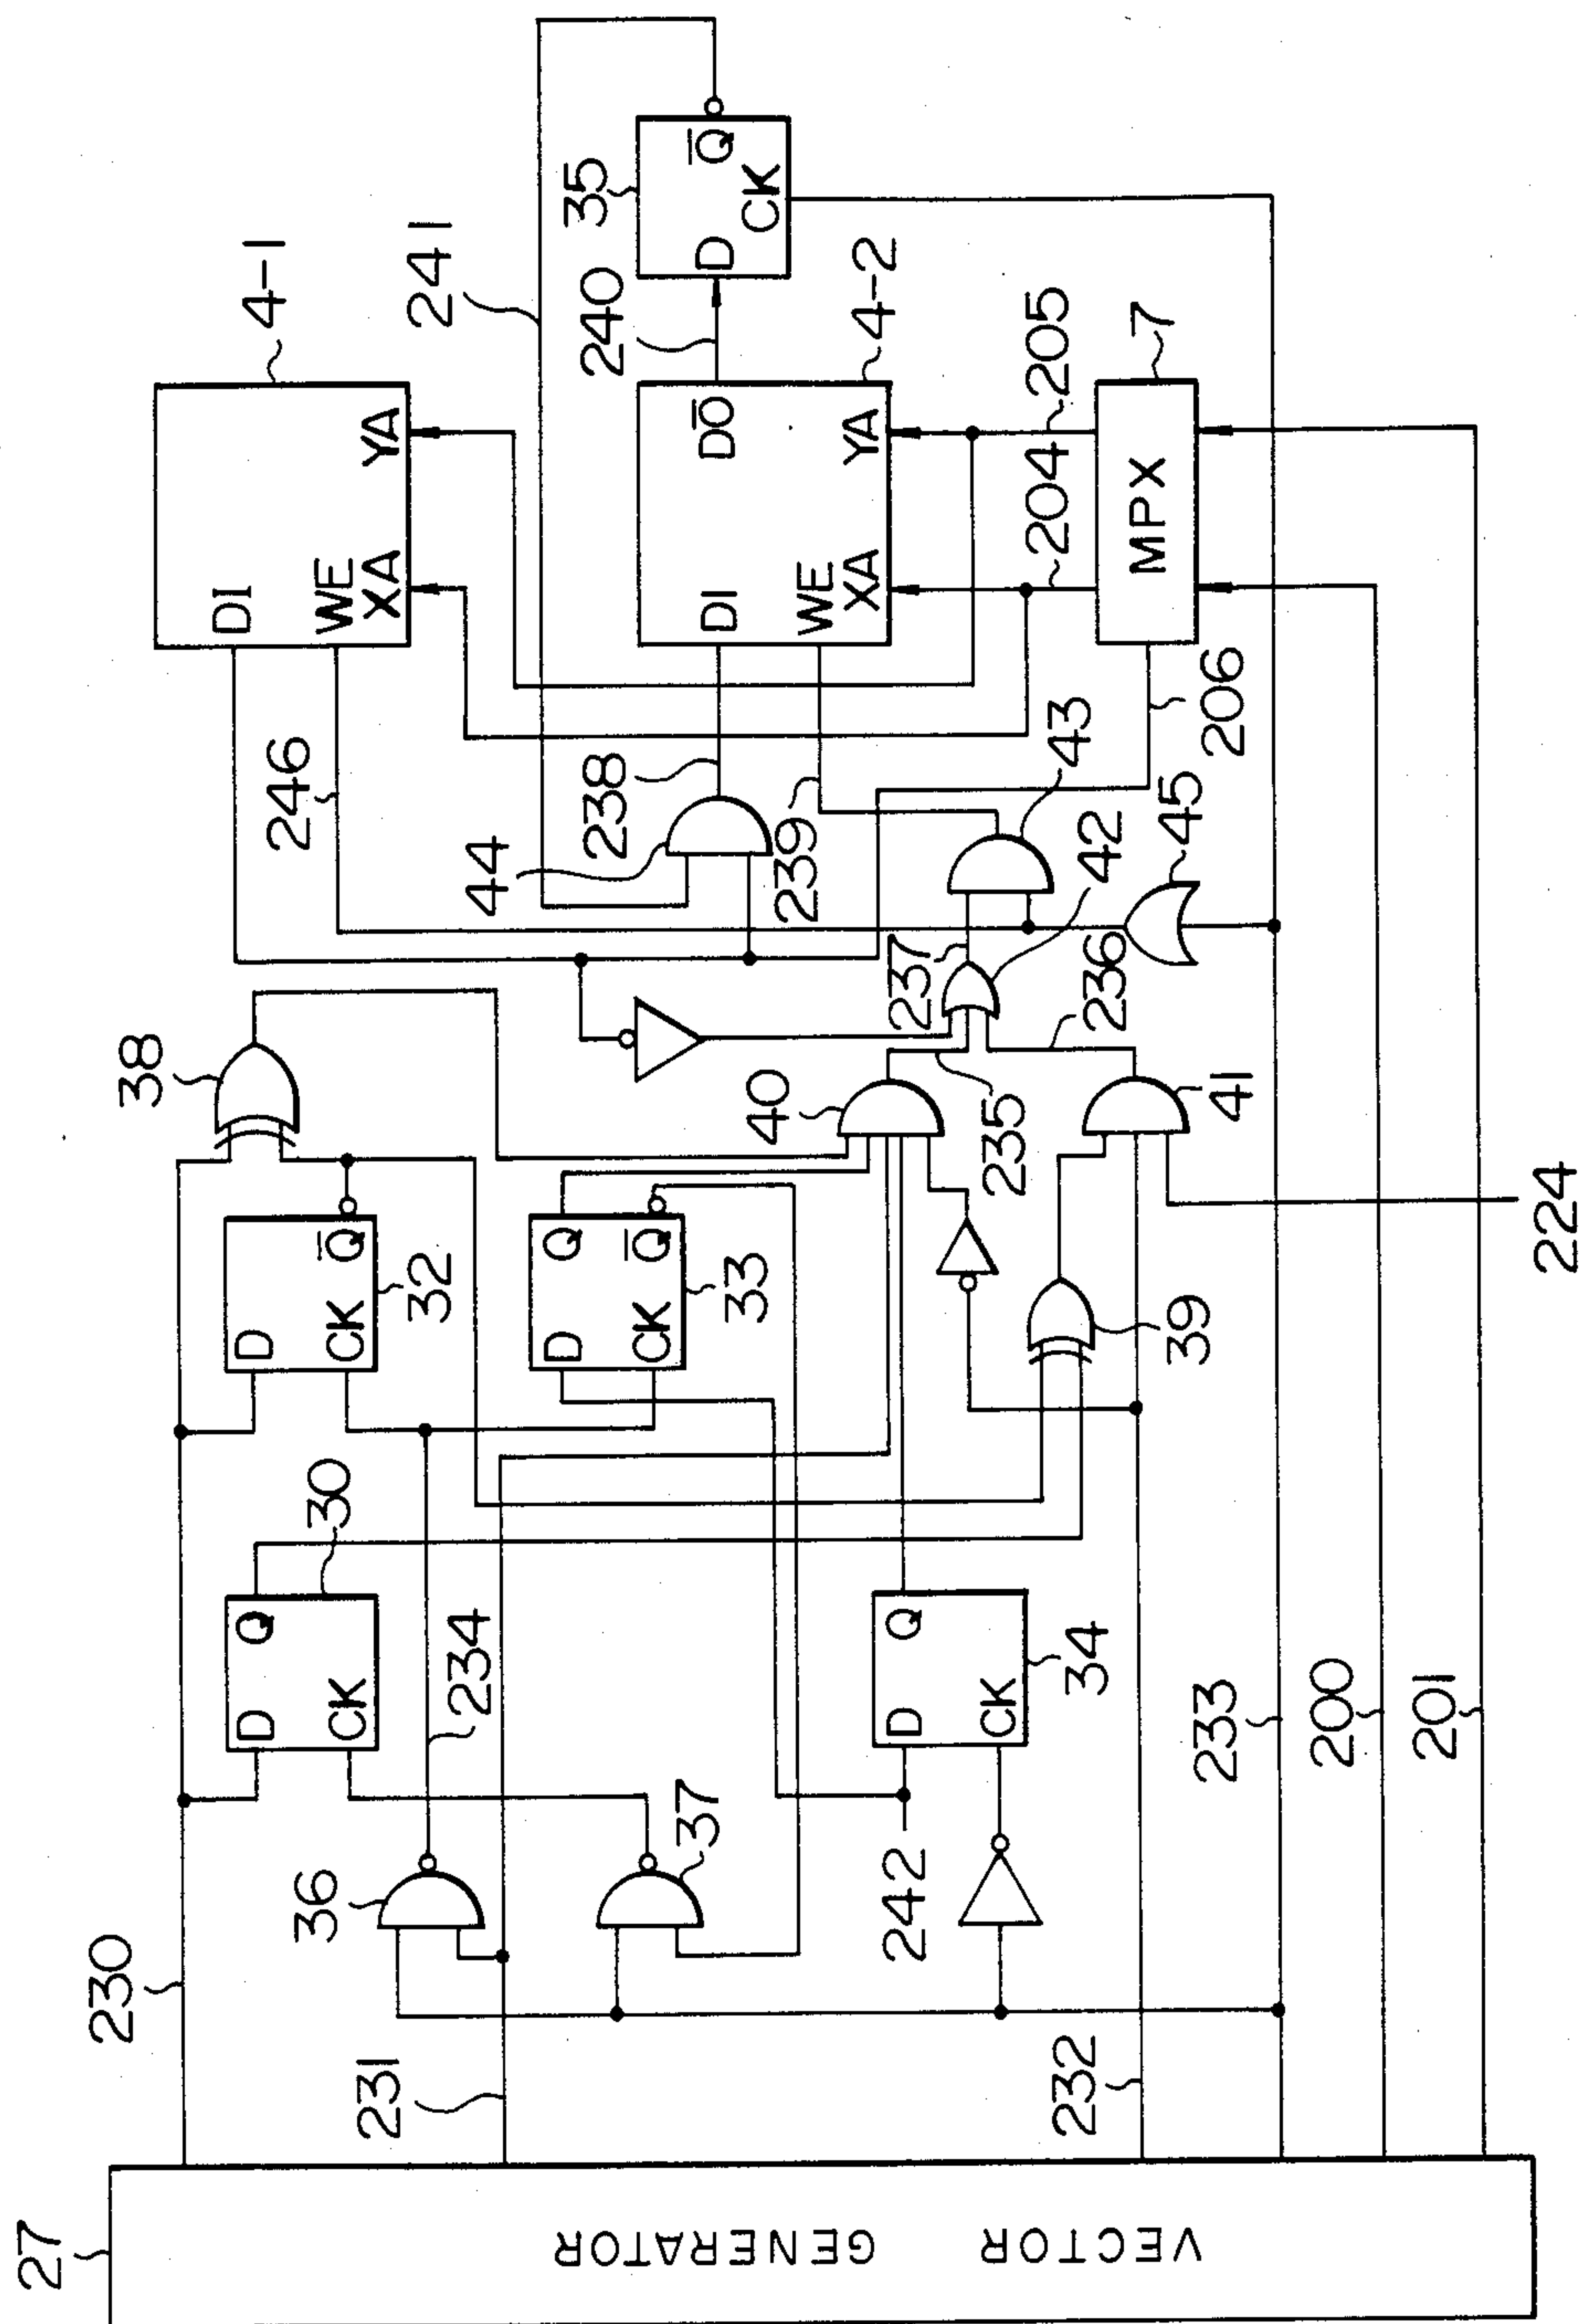 27
VECTOR GENERATOR
230
231
232
233
200
201
36
37
234
242
D
CK
Q
30
D
CK
Q
34
D
CK
Q̅
32
D
CK
Q
Q̅
33
38
39
40
41
224
235
236
237
42
43
44
45
238
239
246
206
DI
WE
XA
YA
4-1
DI
WE
XA
D̅O̅
YA
4-2
204
205
MPX
7
240
241
D
Q̅
CK
35